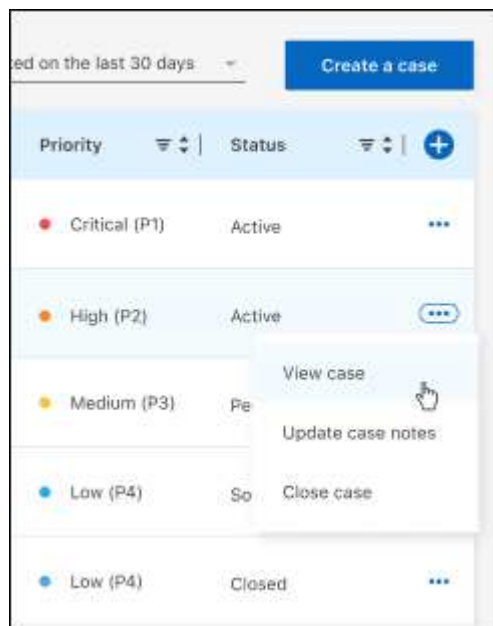 ed on the last 30 days
Create a case
Priority Status
Critical (P1) Active
High (P2) Active
View case
Medium (P3) Pe
Update case notes
Low (P4) So Close case
Low (P4) Closed